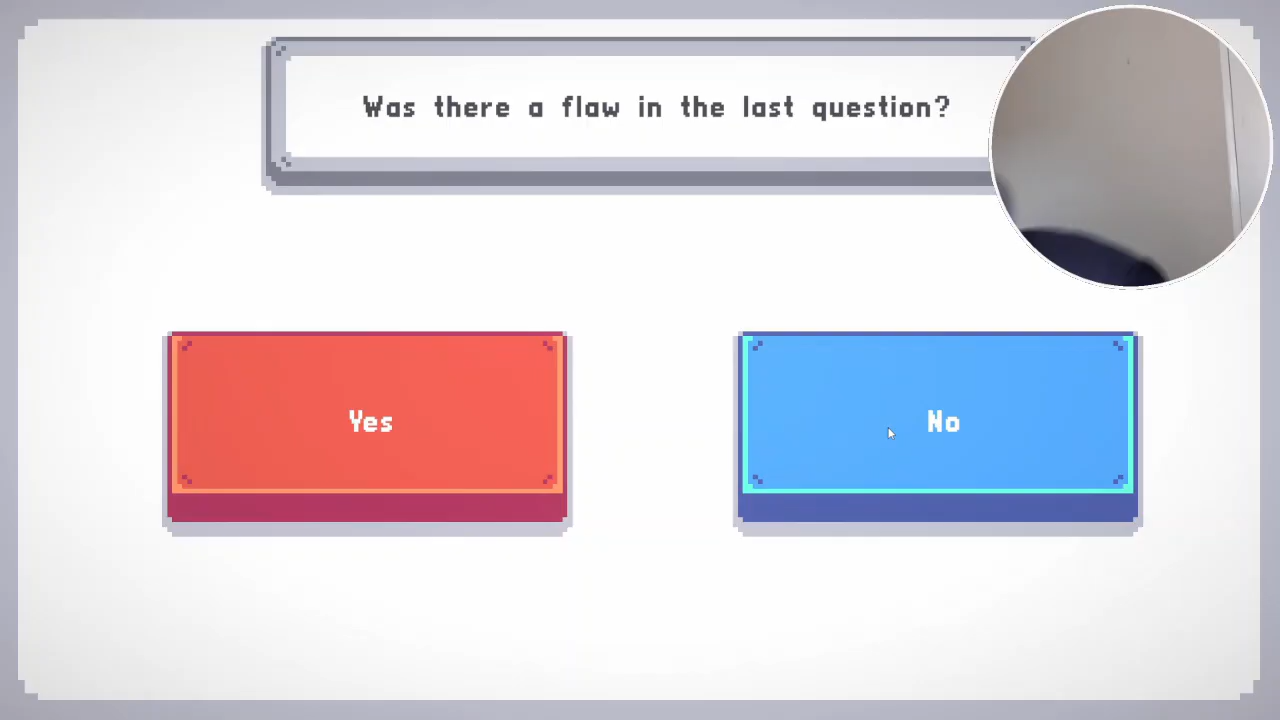 Was there a flaw in the last question?
Yes
No